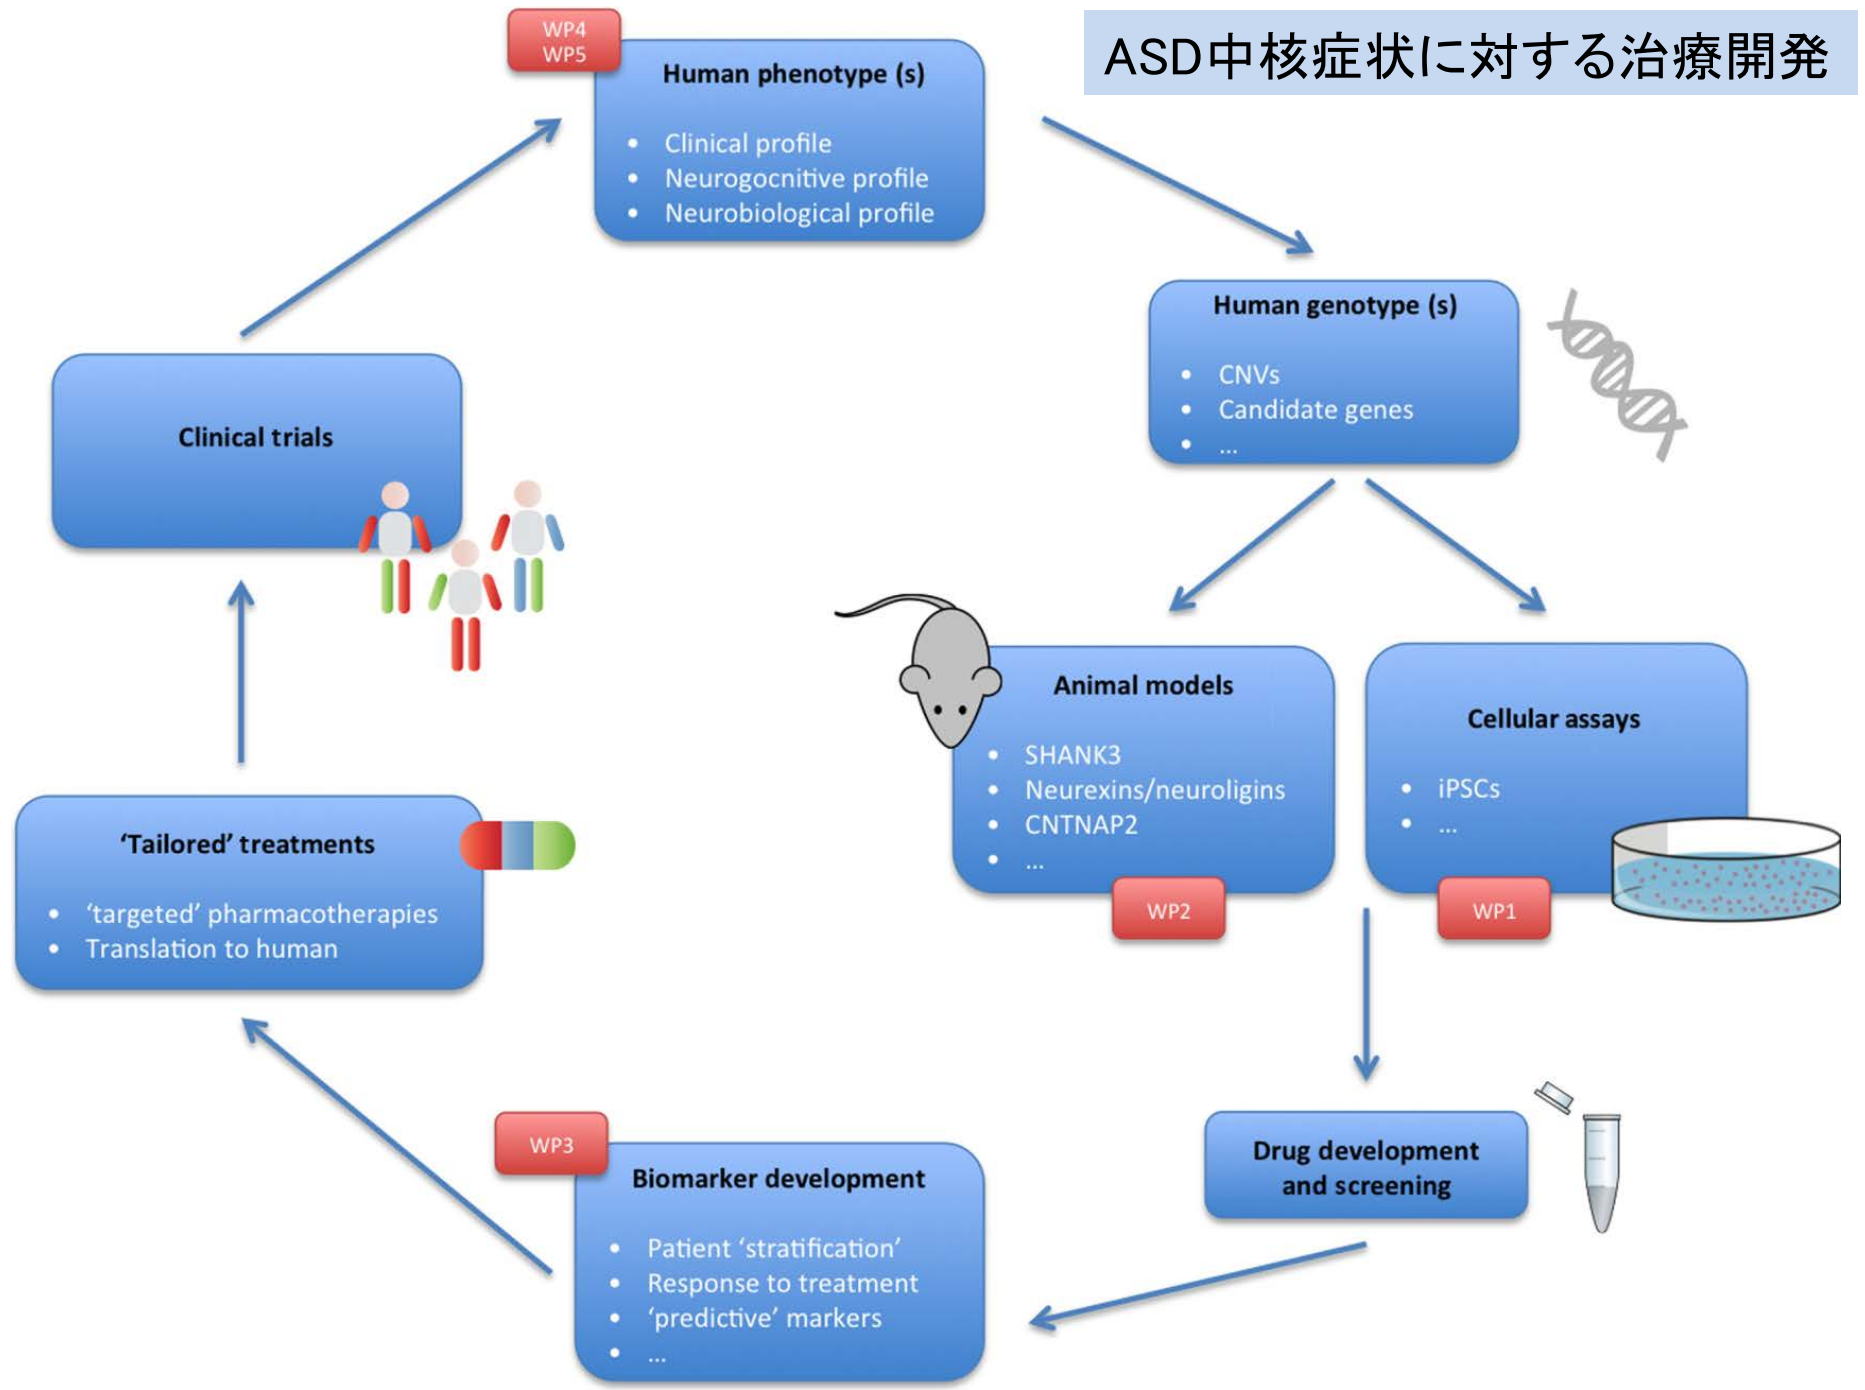 ASD中核症状に対する治療開発
WP4
WP5
Human phenotype (s)
• Clinical profile
• Neurogocnitive profile
• Neurobiological profile
Human genotype (s)
• CNVs
• Candidate genes
• ...
Clinical trials
Animal models
• SHANK3
• Neurexins/neuroligins
• CNTNAP2
• ...
WP2
Cellular assays
• iPSCs
• ...
WP1
Drug development
and screening
WP3
Biomarker development
• Patient ‘stratification’
• Response to treatment
• ‘predictive’ markers
• ...
‘Tailored’ treatments
• ‘targeted’ pharmacotherapies
• Translation to human